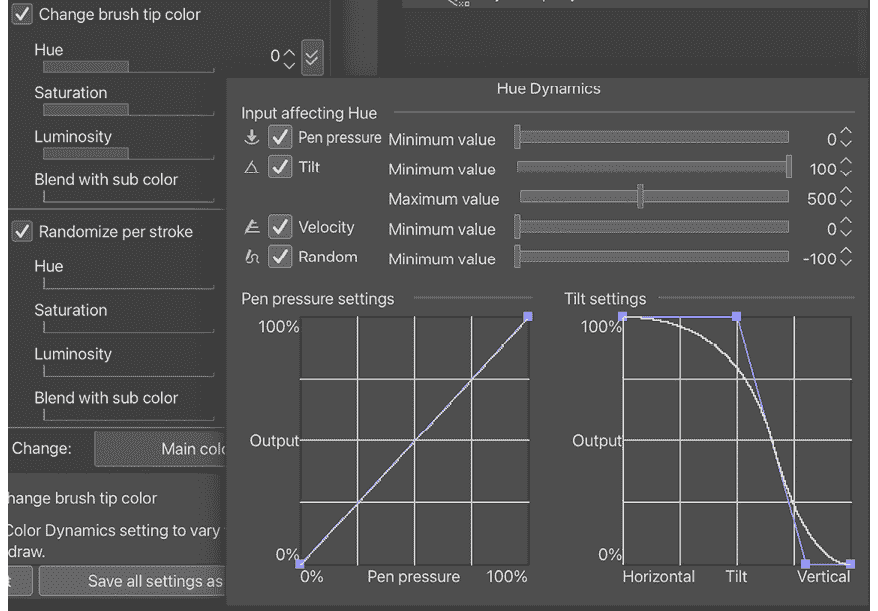 Change brush tip color
Hue
0
Saturation
Luminosity
Blend with sub color
Randomize per stroke
Hue
Saturation
Luminosity
Blend with sub color
Change:
Main colo
hange brush tip color
Color Dynamics setting to vary
draw.
t
Save all settings as
Hue Dynamics
Input affecting Hue
Pen pressure Minimum value 0
Tilt Minimum value 100
Maximum value 500
Velocity Minimum value 0
Random Minimum value -100
Pen pressure settings
100%
Output
0%
0% Pen pressure 100%
Tilt settings
100%
Output
0%
Horizontal Tilt Vertical